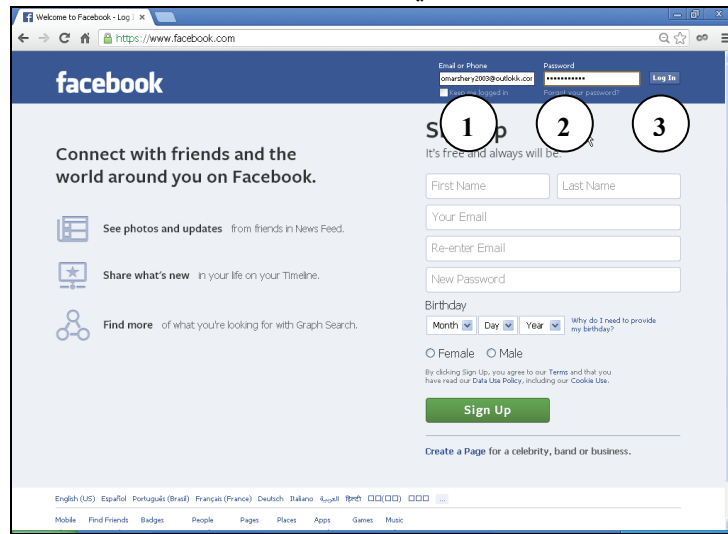 Welcome to Facebook - Log I
https://www.facebook.com
facebook
Email or Phone
Password
omarshery2003@outlokk.cor
Log In
Keep me logged in
Forgot your password?
1
2
3
It's free and always will be.
Connect with friends and the
world around you on Facebook.
See photos and updates from friends in News Feed.
Share what's new in your life on your Timeline.
Find more of what you're looking for with Graph Search.
First Name
Last Name
Your Email
Re-enter Email
New Password
Birthday
Month
Day
Year
Why do I need to provide
my birthday?
Female
Male
By clicking Sign Up, you agree to our Terms and that you
have read our Data Use Policy, including our Cookie Use.
Sign Up
Create a Page for a celebrity, band or business.
English (US) Español Português (Brasil) Français (France) Deutsch Italiano العربية हिन्दी ...
Mobile Find Friends Badges People Pages Places Apps Games Music